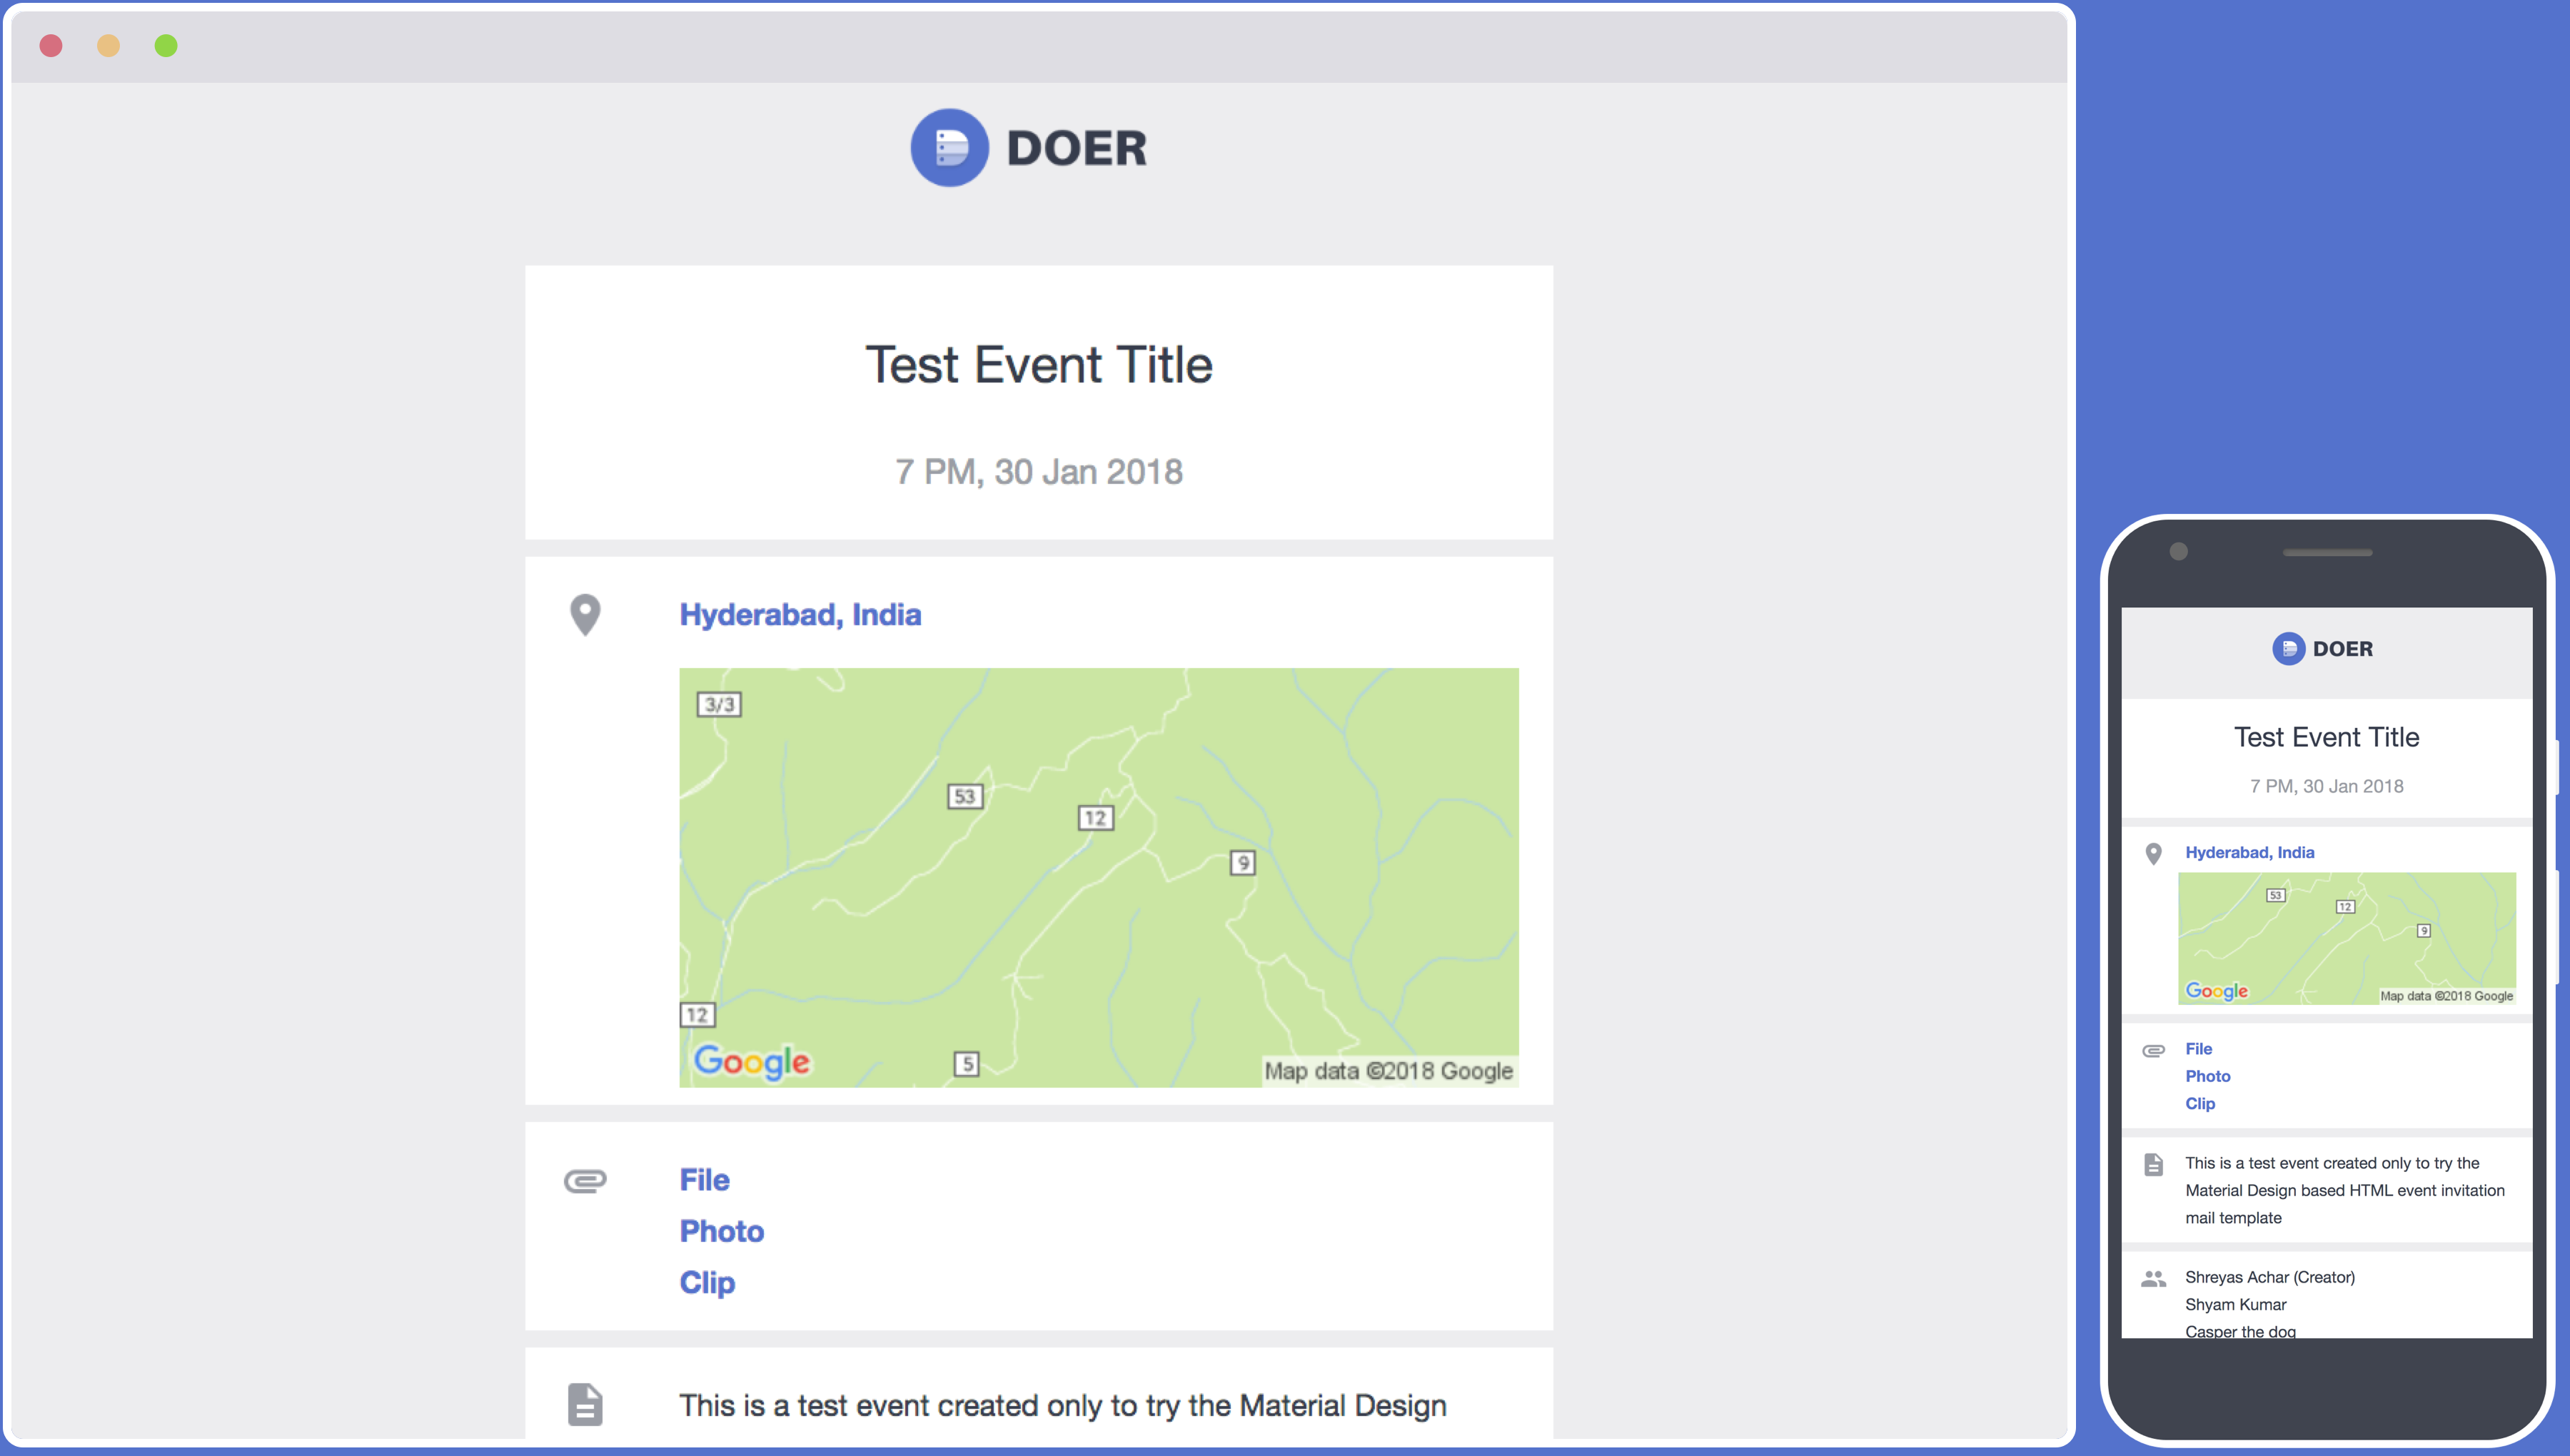 DOER
Test Event Title
7 PM, 30 Jan 2018
Hyderabad, India
3/3
53
12
9
12
5
Google
Map data ©2018 Google
File
Photo
Clip
This is a test event created only to try the Material Design
DOER
Test Event Title
7 PM, 30 Jan 2018
Hyderabad, India
53
12
9
Google
Map data ©2018 Google
File
Photo
Clip
This is a test event created only to try the
Material Design based HTML event invitation
mail template
Shreyas Achar (Creator)
Shyam Kumar
Casper the dog